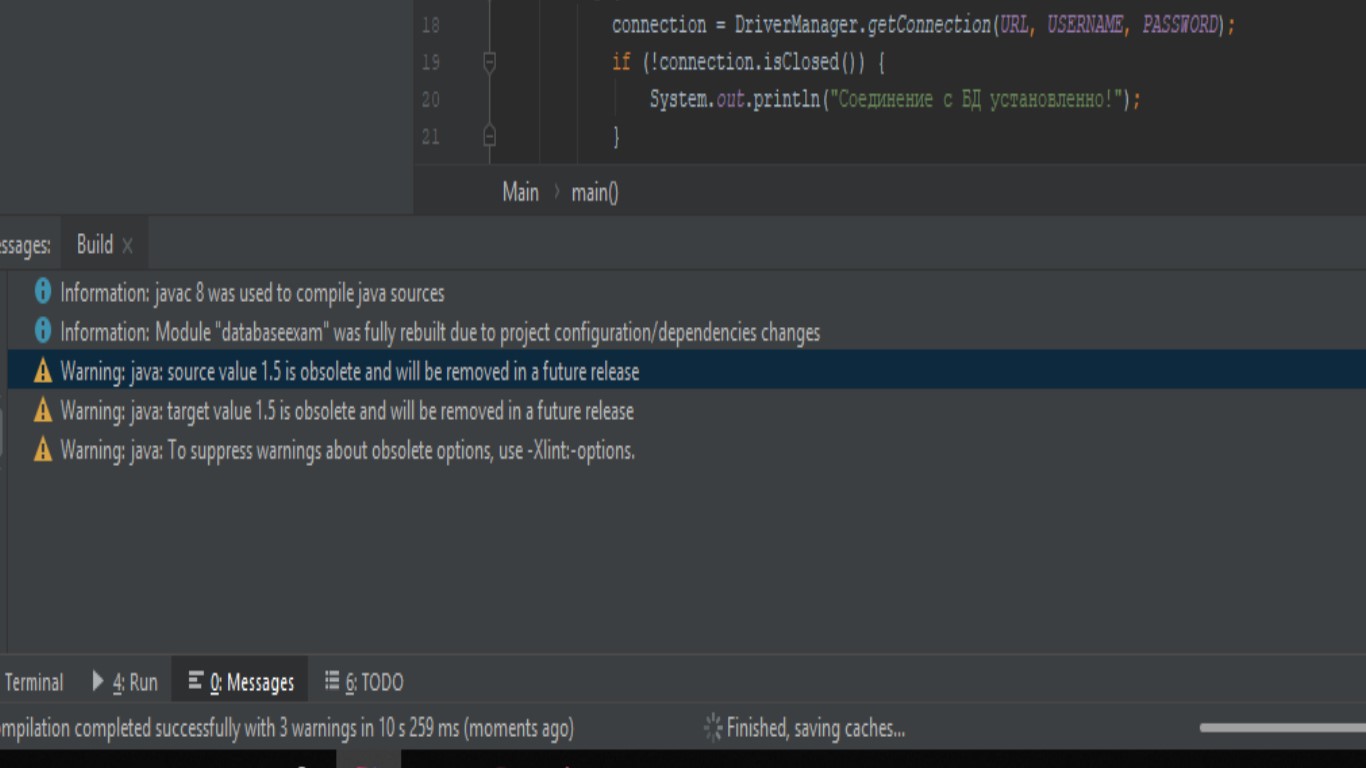 18 connection = DriverManager.getConnection(URL, USERNAME, PASSWORD);
19 if (!connection.isClosed()) {
20 System.out.println("Соединение с БД установленно!");
21 }
Main › main()
essages: Build ×
Information: javac 8 was used to compile java sources
Information: Module "databaseexam" was fully rebuilt due to project configuration/dependencies changes
Warning: java: source value 1.5 is obsolete and will be removed in a future release
Warning: java: target value 1.5 is obsolete and will be removed in a future release
Warning: java: To suppress warnings about obsolete options, use -Xlint:-options.
Terminal 4: Run 0: Messages 6: TODO
mpilation completed successfully with 3 warnings in 10 s 259 ms (moments ago) Finished, saving caches...